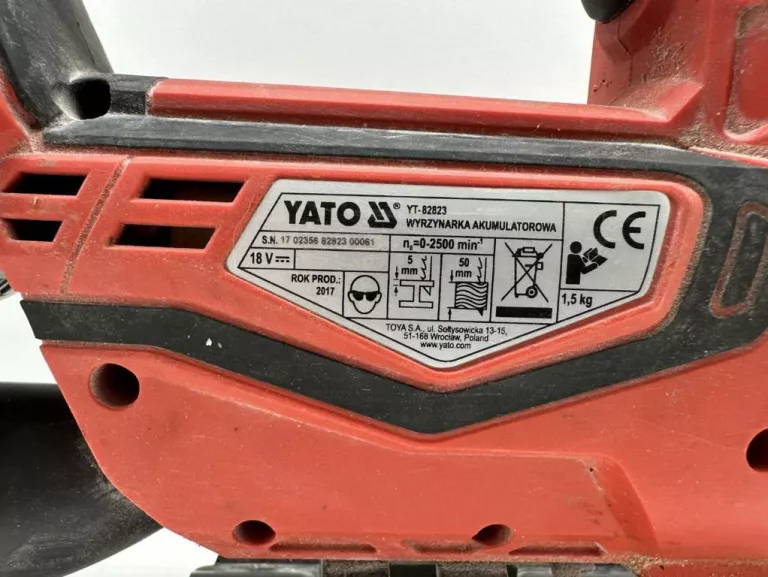 YATO ® YT-82823
WYRZYNARKA AKUMULATOROWA
S.N. 17 02356 82823 00061
n₀=0-2500 min⁻¹
18 V
5 mm
50 mm
ROK PROD.: 2017
CE
1,5 kg
TOYA S.A., ul. Sołtysowicka 13-15,
51-168 Wrocław, Poland
www.yato.com